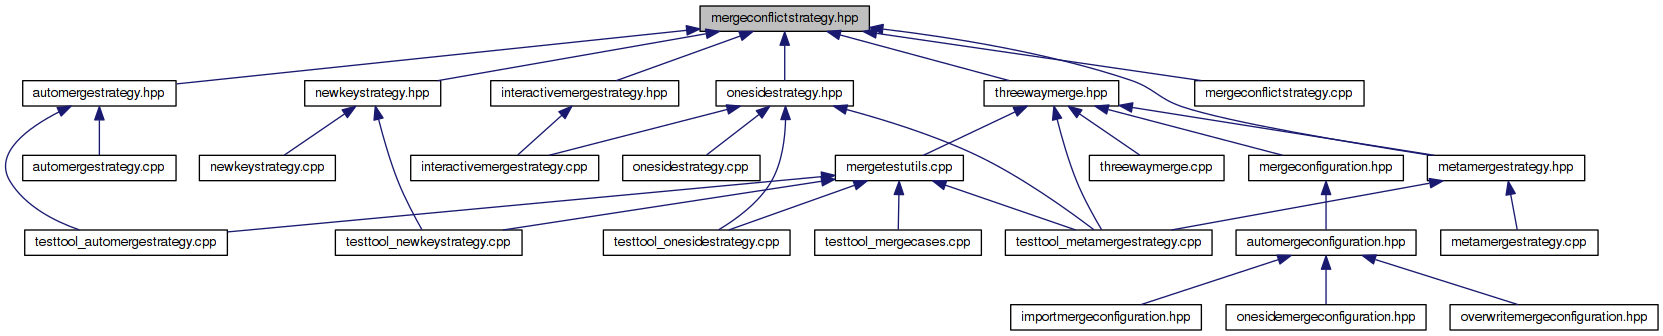 mergeconflictstrategy.hpp
automergestrategy.hpp
newkeystrategy.hpp
interactivemergestrategy.hpp
onesidestrategy.hpp
threewaymerge.hpp
mergeconflictstrategy.cpp
automergestrategy.cpp
newkeystrategy.cpp
interactivemergestrategy.cpp
onesidestrategy.cpp
mergetestutils.cpp
threewaymerge.cpp
mergeconfiguration.hpp
metamergestrategy.hpp
testtool_automergestrategy.cpp
testtool_newkeystrategy.cpp
testtool_onesidestrategy.cpp
testtool_mergecases.cpp
testtool_metamergestrategy.cpp
automergeconfiguration.hpp
metamergestrategy.cpp
importmergeconfiguration.hpp
onesidemergeconfiguration.hpp
overwritemergeconfiguration.hpp